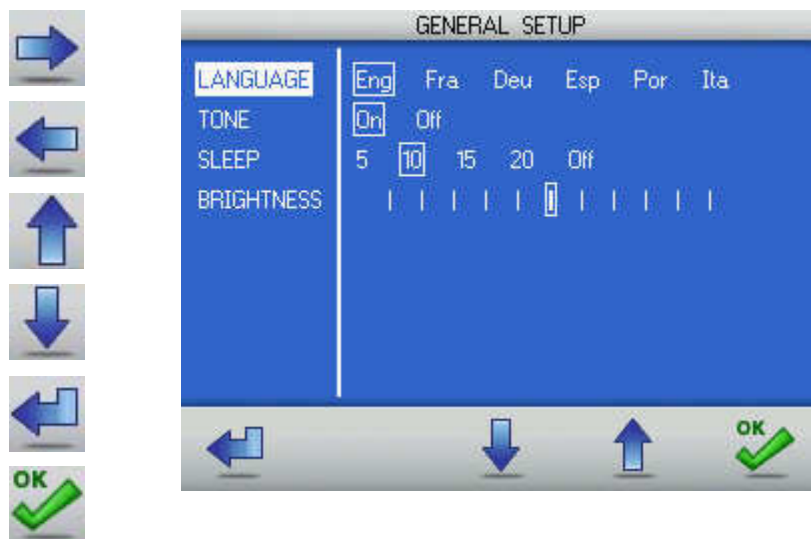 GENERAL SETUP
LANGUAGE Eng Fra Deu Esp Por Ita
TONE On Off
SLEEP 5 10 15 20 Off
BRIGHTNESS
OK
OK